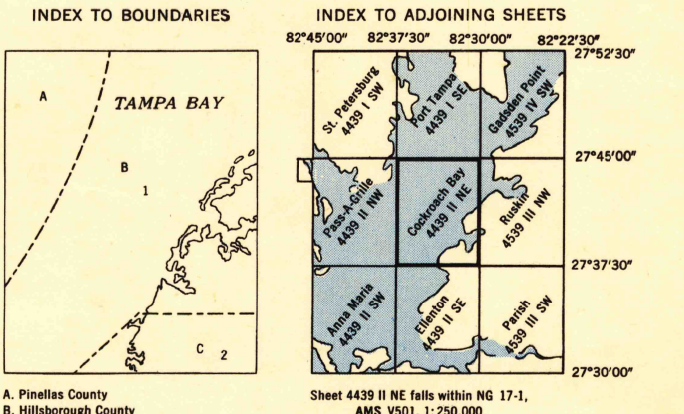 INDEX TO BOUNDARIES
A
TAMPA BAY
B
1
C 2
A. Pinellas County
B. Hillsborough County
INDEX TO ADJOINING SHEETS
82°45'00" 82°37'30" 82°30'00" 82°22'30"
27°52'30"
St. Petersburg
4439 I SW
Port Tampa
4439 I SE
Gadsden Point
4539 IV SW
27°45'00"
Pass-A-Grille
4439 II NW
Cockroach Bay
4439 II NE
Ruskin
4539 III NW
27°37'30"
Anna Maria
4439 II SW
Ellenton
4439 II SE
Parish
4539 III SW
27°30'00"
Sheet 4439 II NE falls within NG 17-1,
AMS V501, 1:250,000